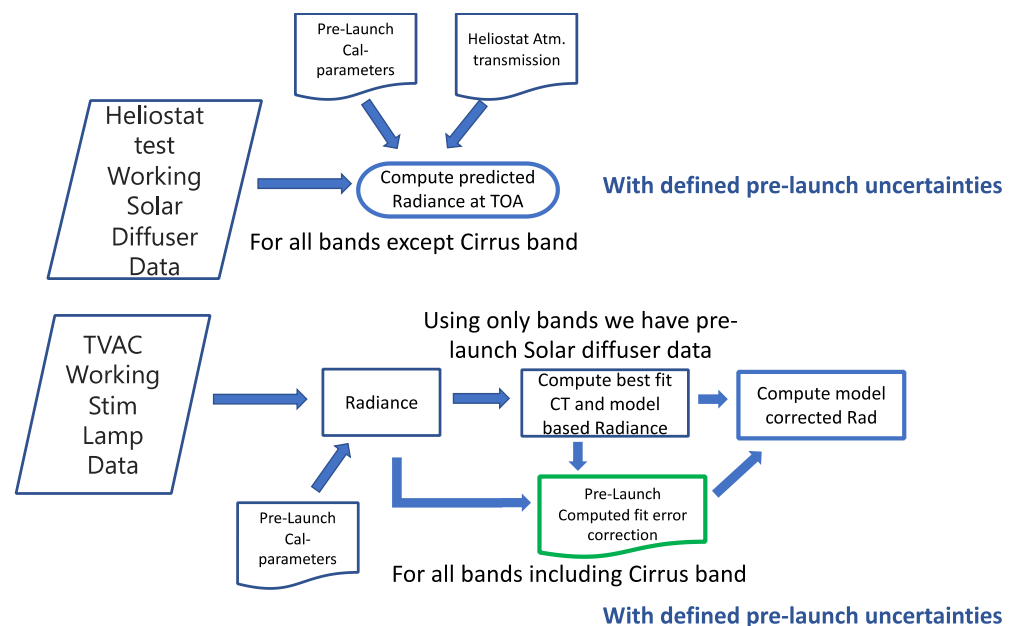 Pre-Launch
Cal-
parameters
Heliostat Atm.
transmission
Heliostat
test
Working
Solar
Diffuser
Data
Compute predicted
Radiance at TOA
With defined pre-launch uncertainties
For all bands except Cirrus band
Using only bands we have pre-
launch Solar diffuser data
TVAC
Working
Stim
Lamp
Data
Radiance
Compute best fit
CT and model
based Radiance
Compute model
corrected Rad
Pre-Launch
Cal-
parameters
Pre-Launch
Computed fit error
correction
For all bands including Cirrus band
With defined pre-launch uncertainties